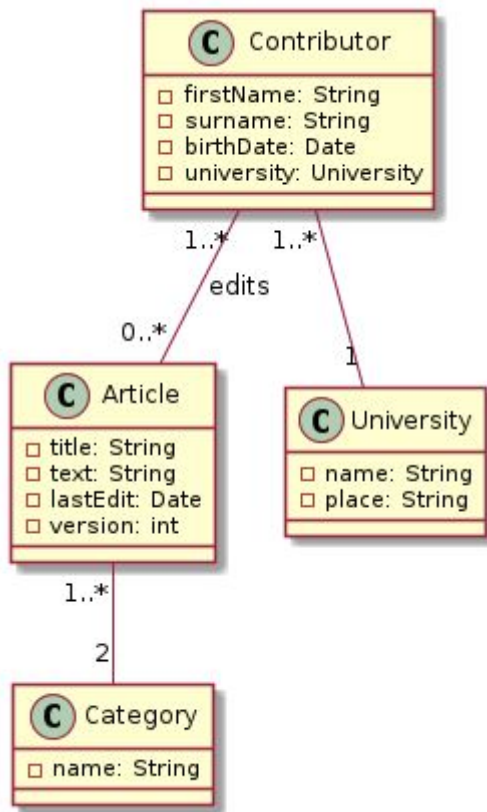 C Contributor
firstName: String
surname: String
birthDate: Date
university: University
1..* 1..*
edits
0..* 1
C Article
title: String
text: String
lastEdit: Date
version: int
C University
name: String
place: String
1..*
2
C Category
name: String